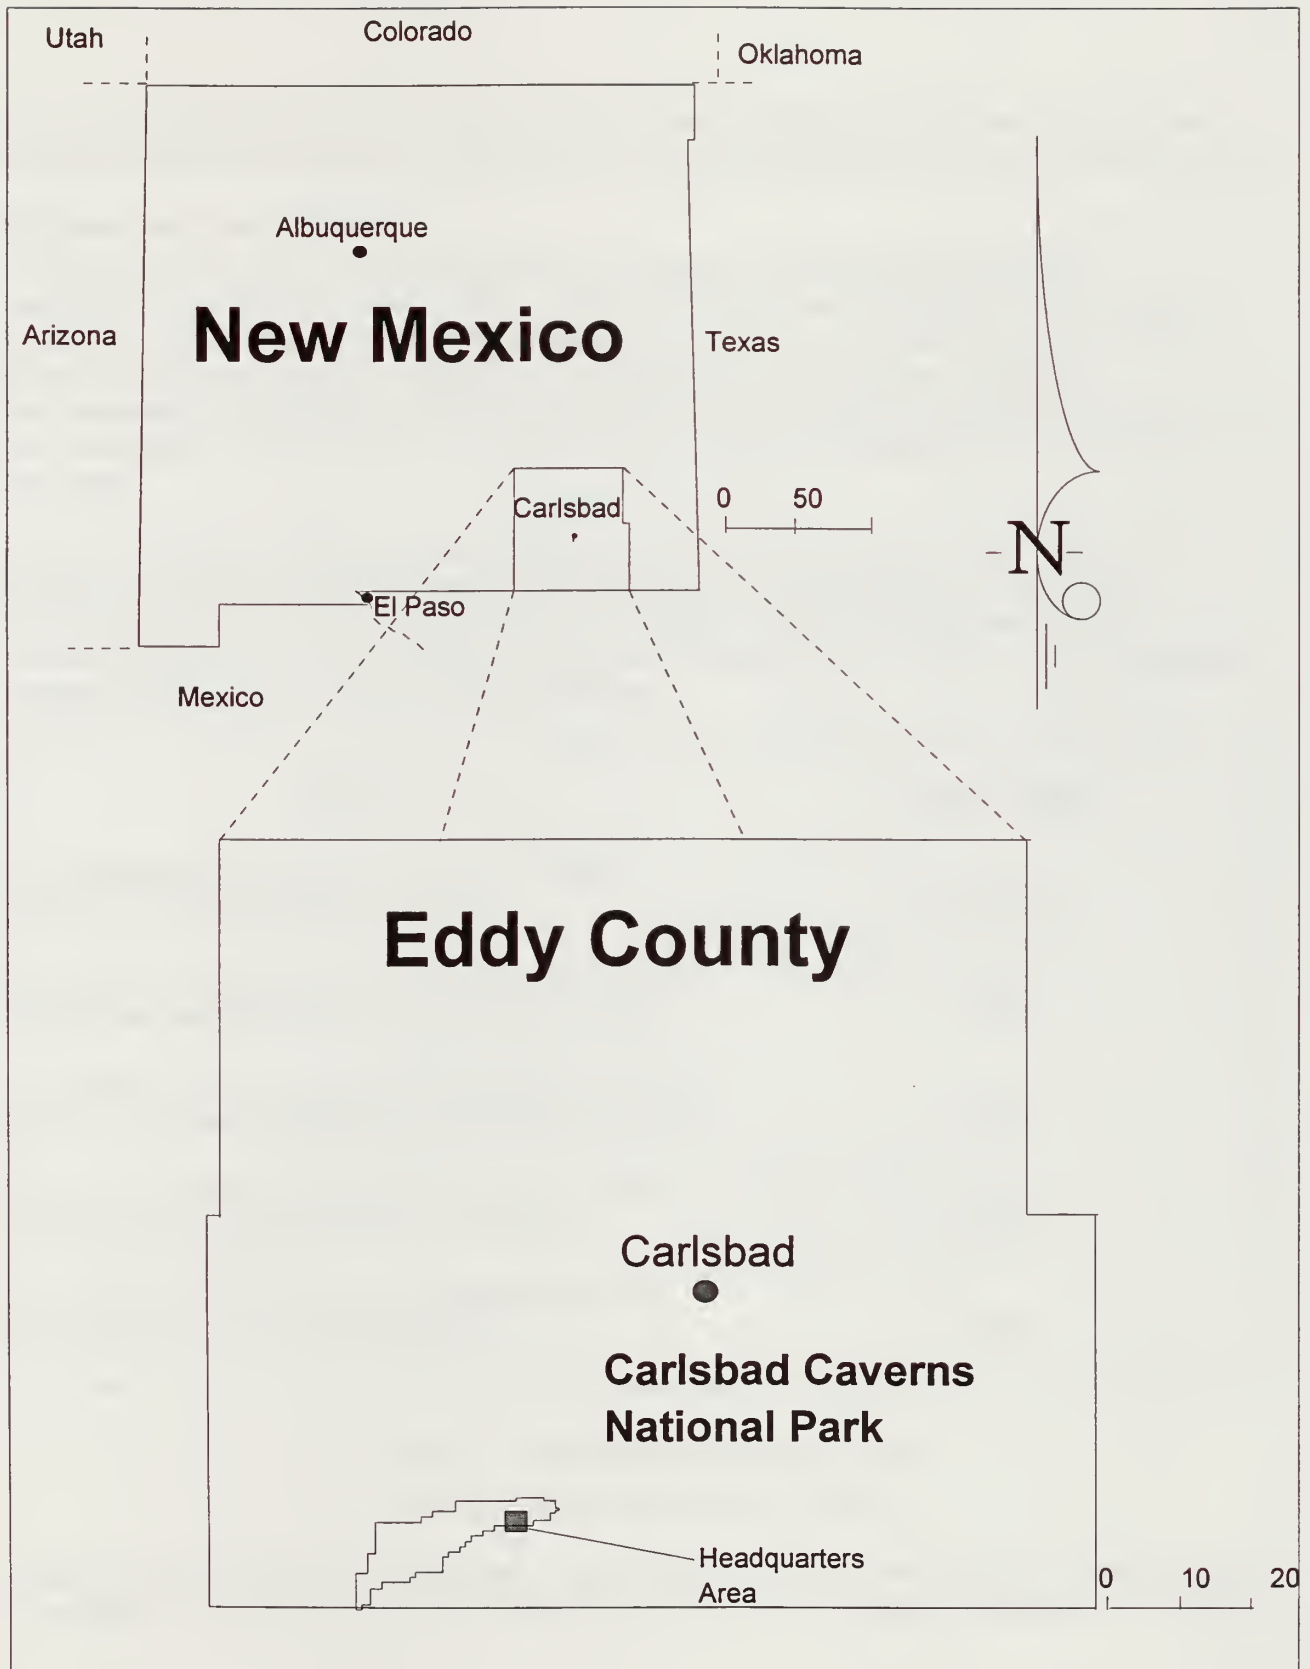 Utah
Colorado
Oklahoma
Albuquerque
Arizona
New Mexico
Texas
Carlsbad
0 50
N
El Paso
Mexico
Eddy County
Carlsbad
Carlsbad Caverns
National Park
Headquarters
Area
0 10 20